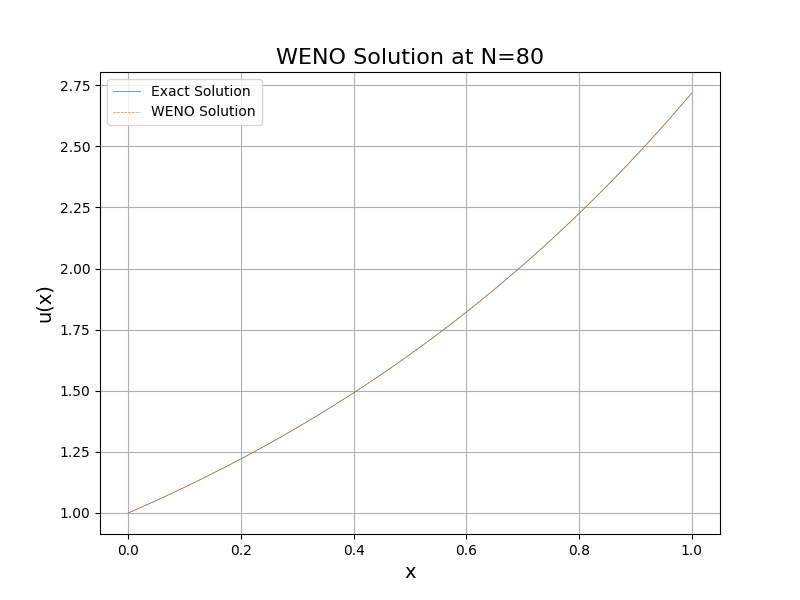 WENO Solution at N=80
Exact Solution
WENO Solution
2.75
2.50
2.25
2.00
1.75
1.50
1.25
1.00
u(x)
0.0 0.2 0.4 0.6 0.8 1.0
x